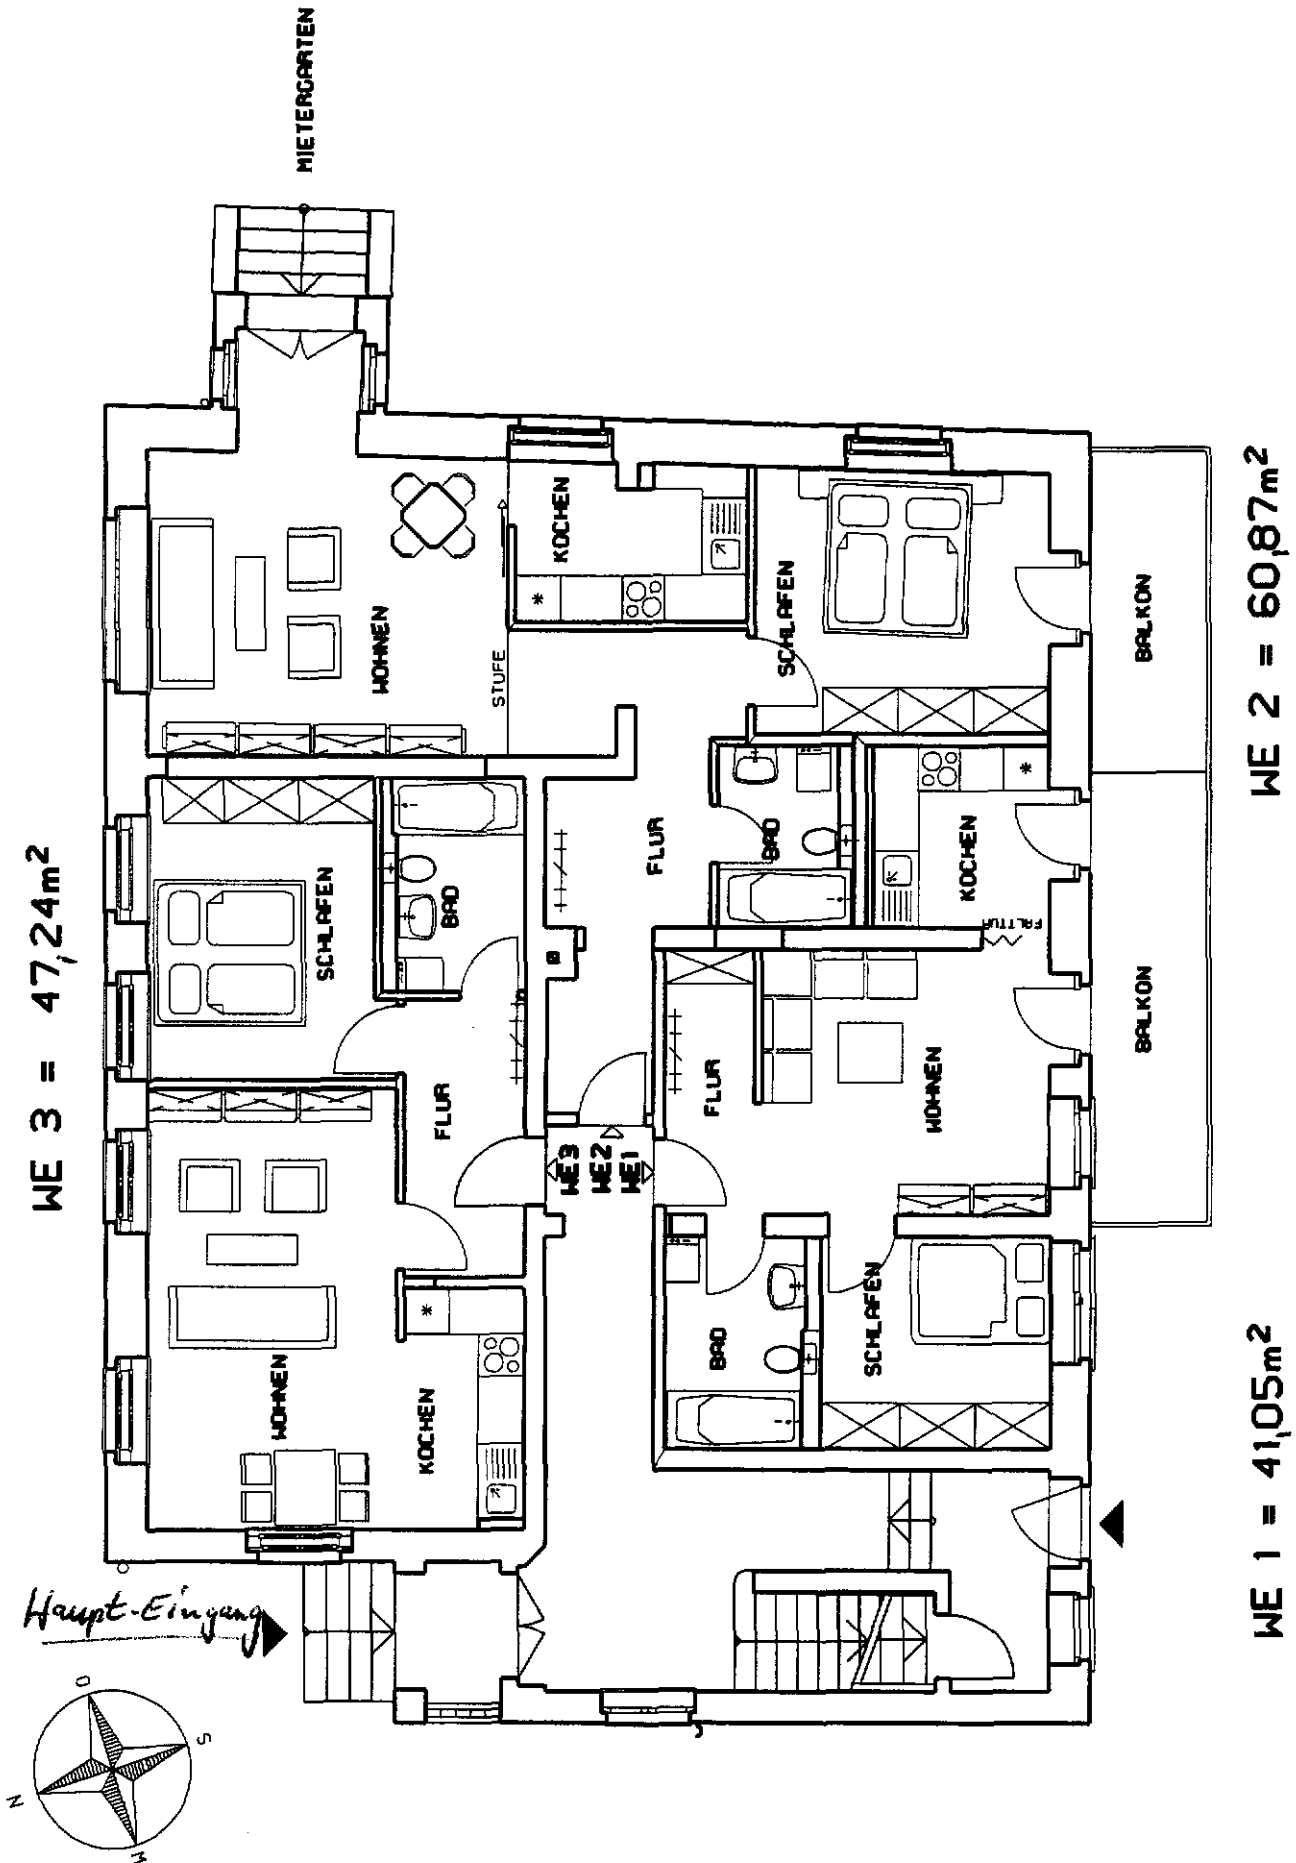 MIETERGARTEN
WE 3 = 47,24m²
WE 2 = 60,87m²
WE 1 = 41,05m²
WOHNEN
STUFE
KOCHEN
SCHLAFEN
BALKON
SCHLAFEN
BAD
FLUR
BAD
KOCHEN
FALTTÜR
BALKON
FLUR
WE3
WE2
WE1
FLUR
WOHNEN
WOHNEN
KOCHEN
BAD
SCHLAFEN
Haupt-Eingang
O
S
N
W